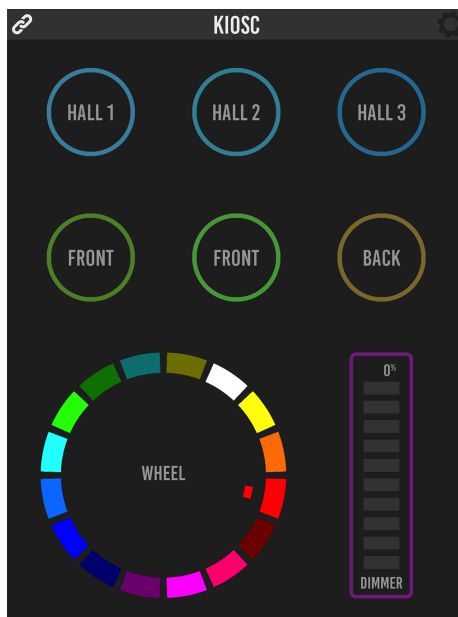 KIOSC
HALL 1
HALL 2
HALL 3
FRONT
FRONT
BACK
WHEEL
0%
DIMMER